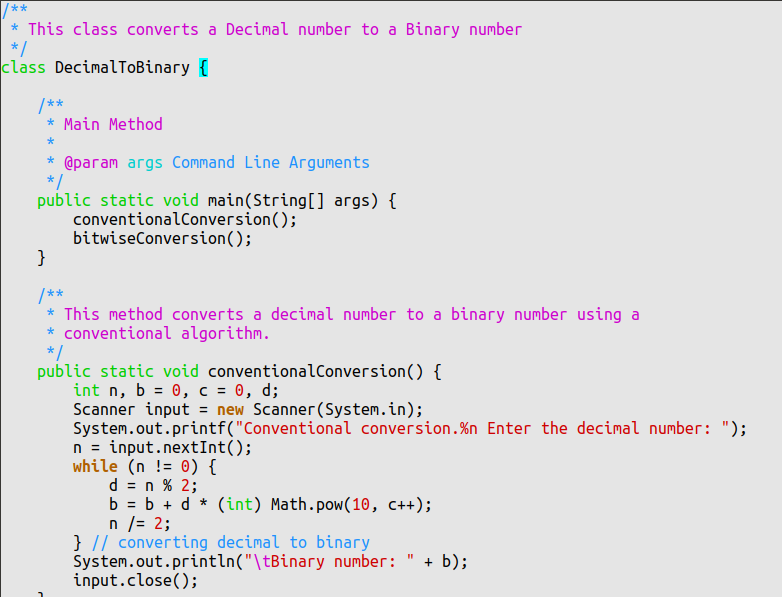 /**
 * This class converts a Decimal number to a Binary number
 */
class DecimalToBinary {

    /**
     * Main Method
     *
     * @param args Command Line Arguments
     */
    public static void main(String[] args) {
        conventionalConversion();
        bitwiseConversion();
    }

    /**
     * This method converts a decimal number to a binary number using a
     * conventional algorithm.
     */
    public static void conventionalConversion() {
        int n, b = 0, c = 0, d;
        Scanner input = new Scanner(System.in);
        System.out.printf("Conventional conversion.%n Enter the decimal number: ");
        n = input.nextInt();
        while (n != 0) {
            d = n % 2;
            b = b + d * (int) Math.pow(10, c++);
            n /= 2;
        } // converting decimal to binary
        System.out.println("\tBinary number: " + b);
        input.close();
    }